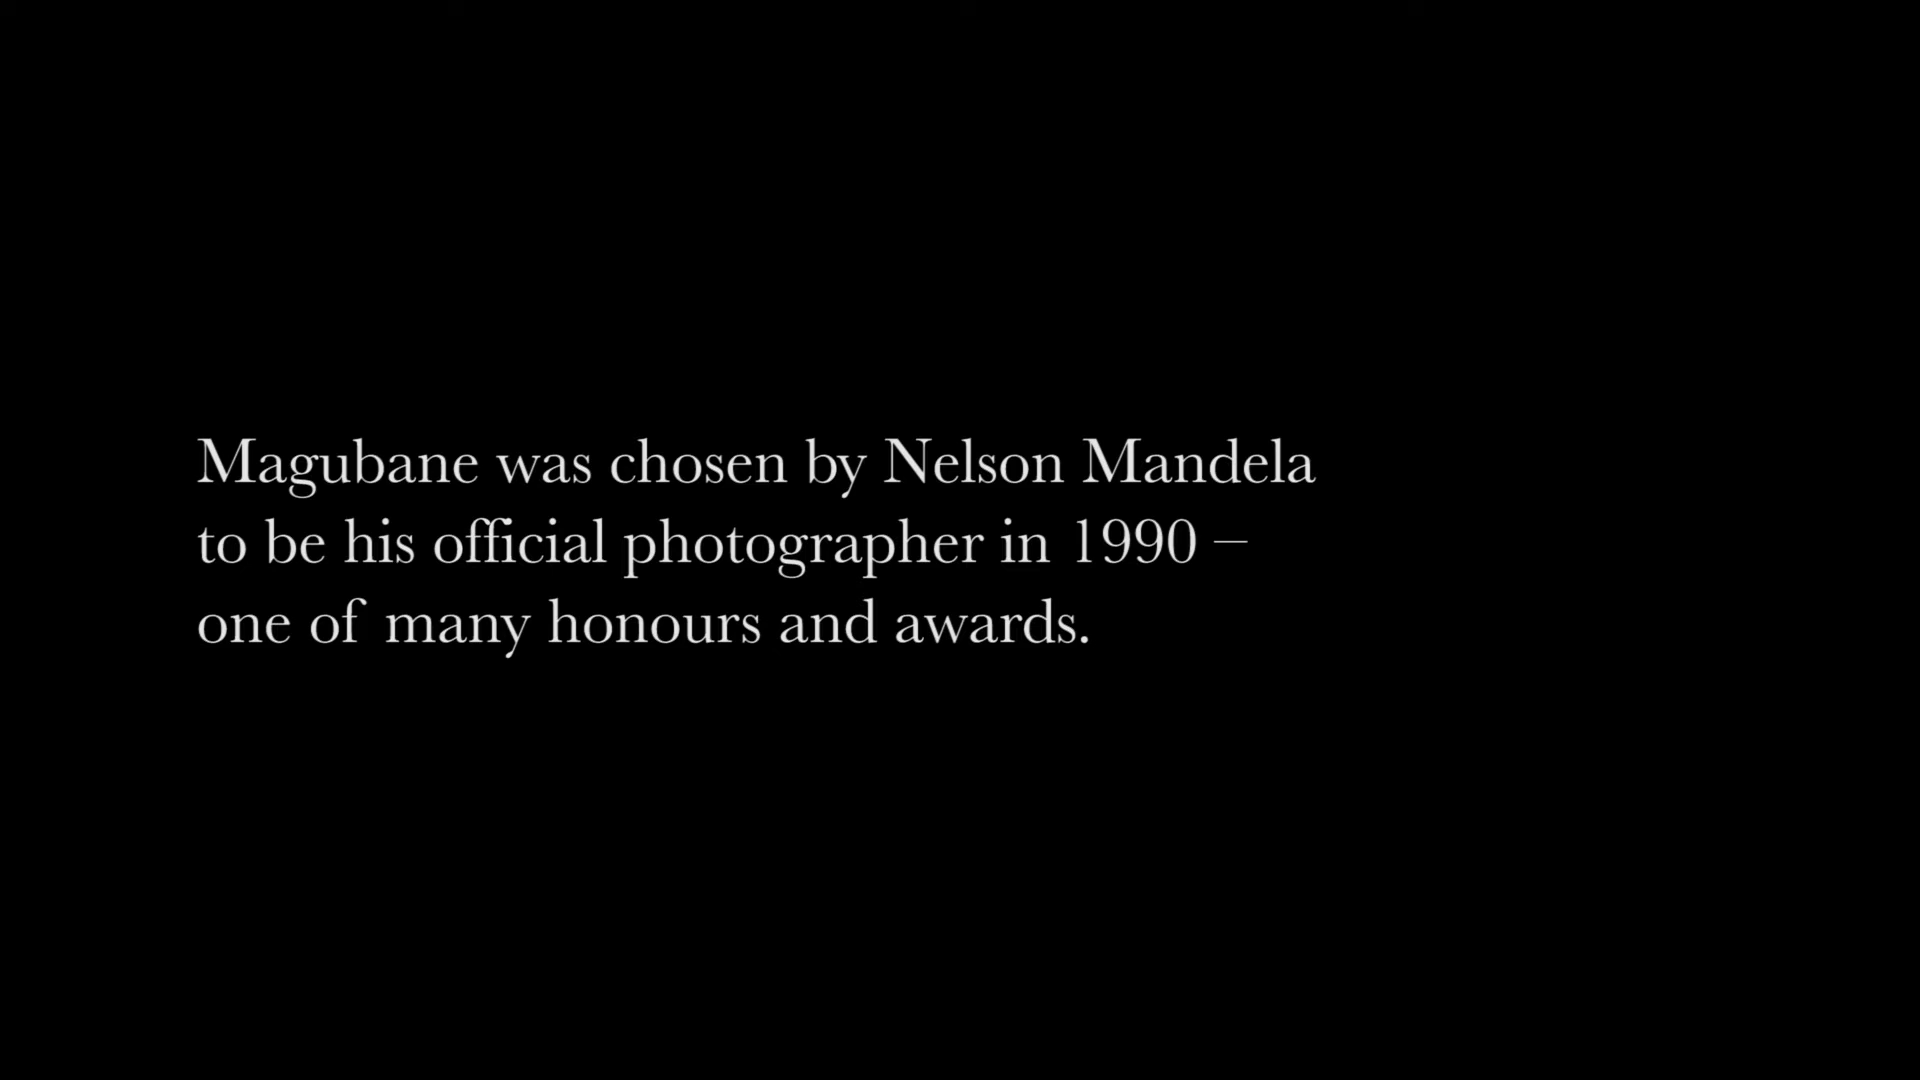 Magubane was chosen by Nelson Mandela
to be his official photographer in 1990 –
one of many honours and awards.